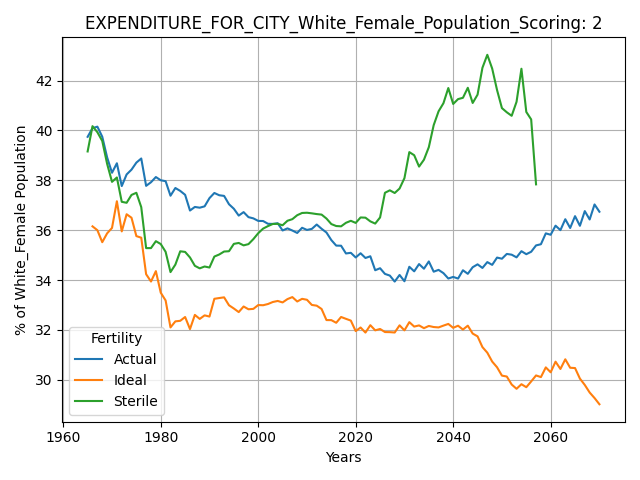 EXPENDITURE_FOR_CITY_White_Female_Population_Scoring: 2
% of White_Female Population
42
40
38
36
34
32
30
Fertility
Actual
Ideal
Sterile
1960
1980
2000
2020
2040
2060
Years